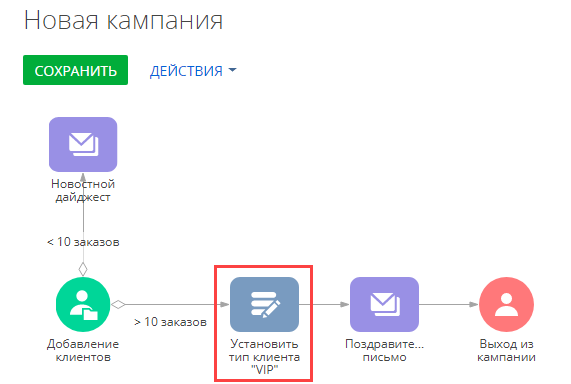 Новая кампания
СОХРАНИТЬ
ДЕЙСТВИЯ
Новостной
дайджест
< 10 заказов
> 10 заказов
Добавление
клиентов
Установить
тип клиента
"VIP"
Поздравите...
письмо
Выход из
кампании